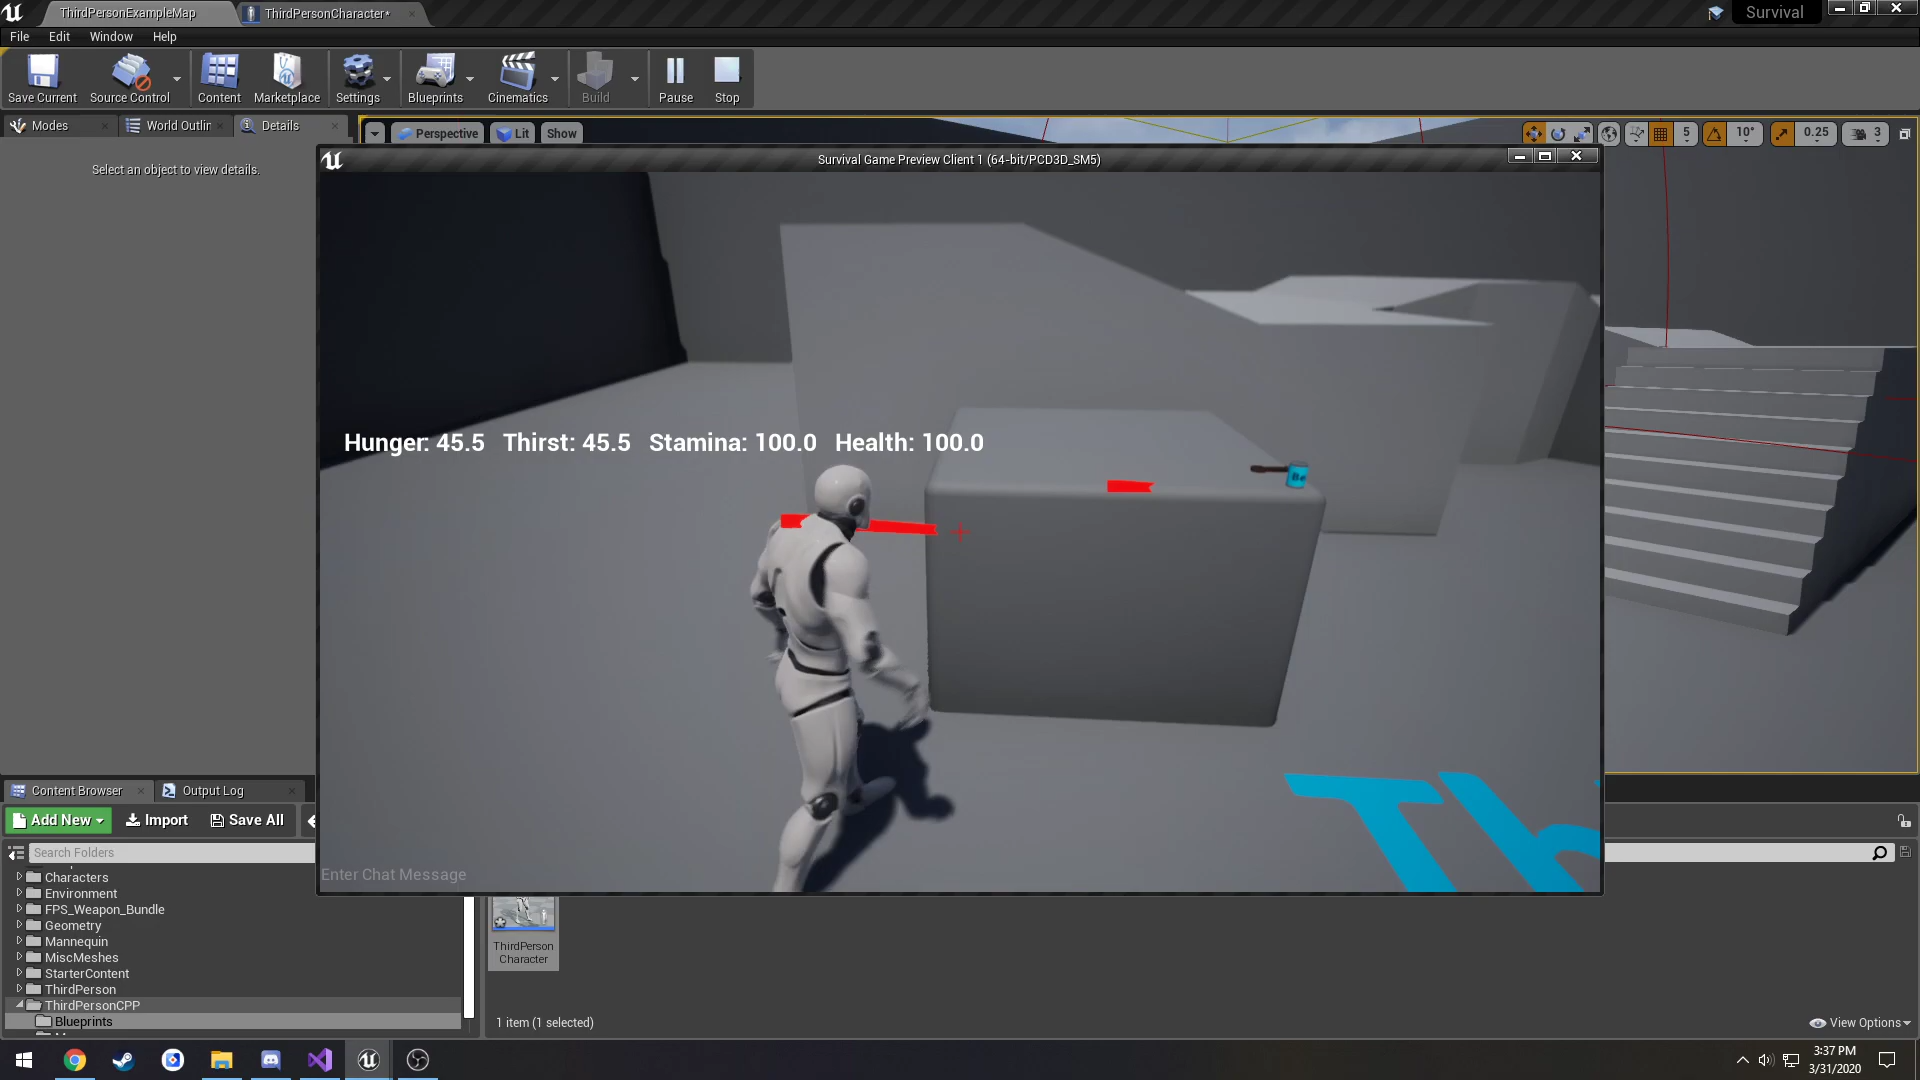 ThirdPersonExampleMap
ThirdPersonCharacter*
Survival
File Edit Window Help
Save Current
Source Control
Content
Marketplace
Settings
Blueprints
Cinematics
Build
Pause
Stop
Modes
World Outlin
Details
Perspective
Lit
Show
5
10°
0.25
3
Select an object to view details.
Survival Game Preview Client 1 (64-bit/PCD3D_SM5)
Hunger: 45.5 Thirst: 45.5 Stamina: 100.0 Health: 100.0
Th
Enter Chat Message
Content Browser
Output Log
Add New
Import
Save All
Search Folders
Characters
Environment
FPS_Weapon_Bundle
Geometry
Mannequin
MiscMeshes
StarterContent
ThirdPerson
ThirdPersonCPP
Blueprints
ThirdPerson
Character
1 item (1 selected)
View Options
3:37 PM
3/31/2020